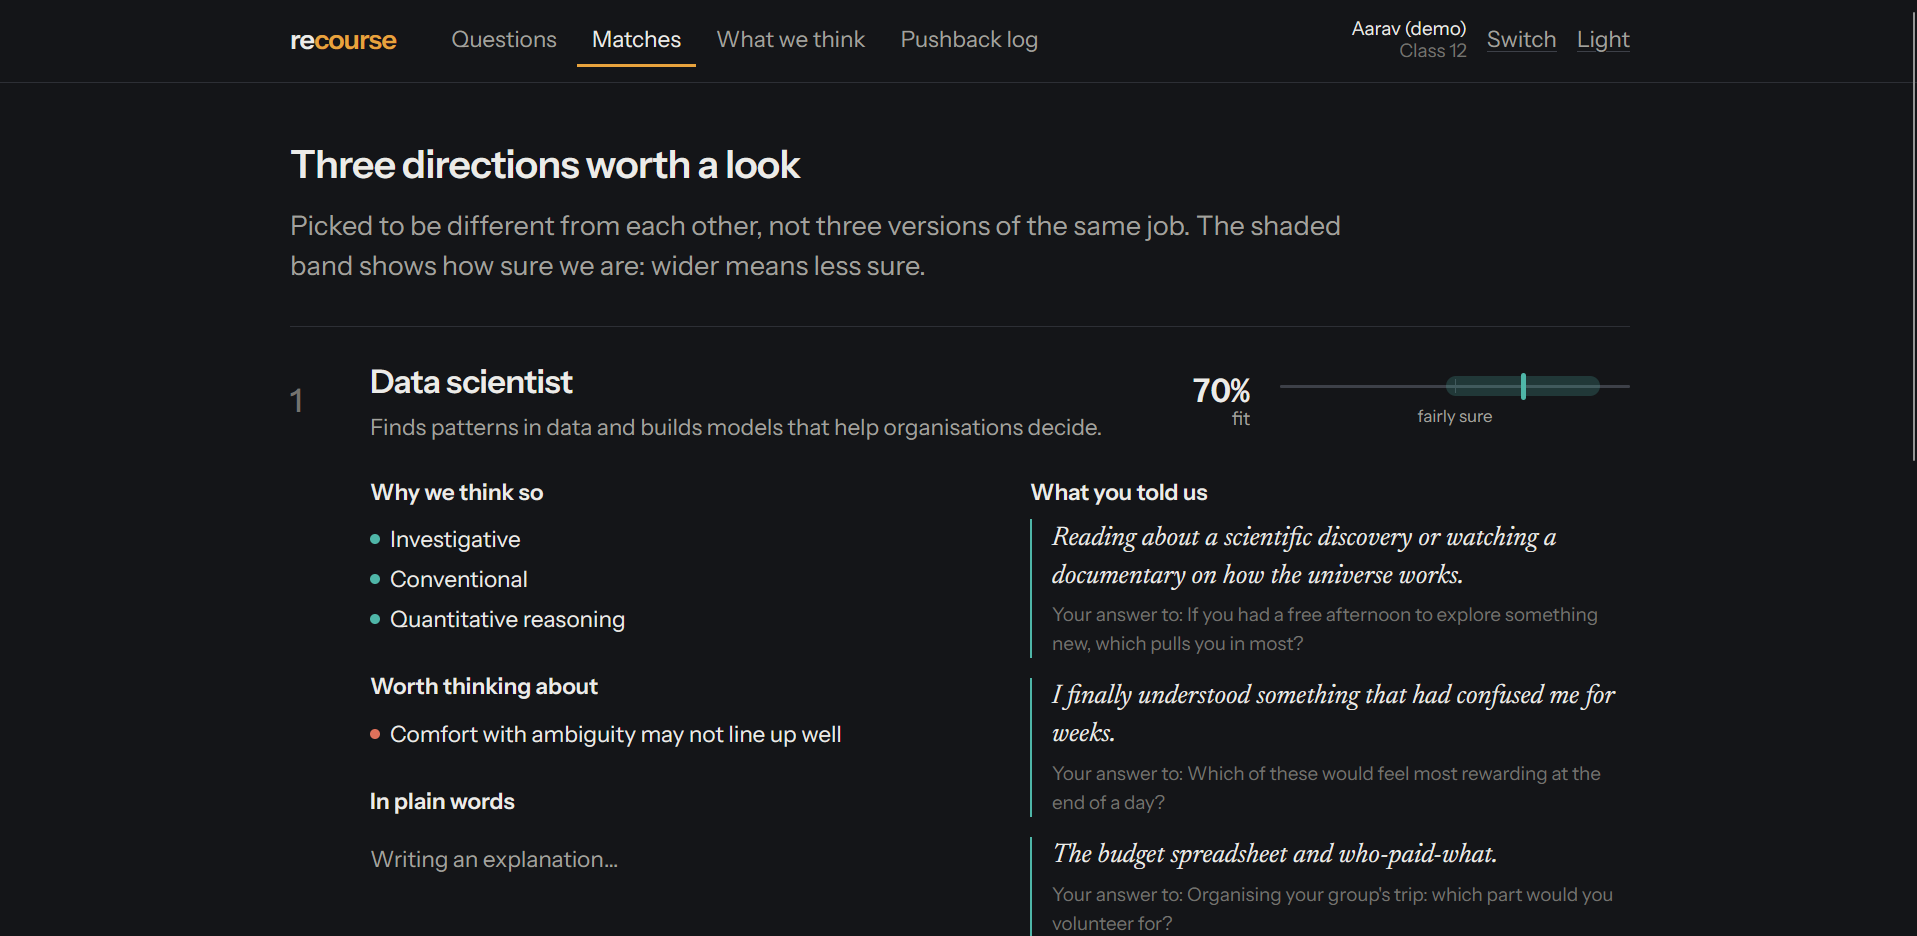 recourse
Questions
Matches
What we think
Pushback log
Aarav (demo)
Class 12
Switch
Light
Three directions worth a look
Picked to be different from each other, not three versions of the same job. The shaded
band shows how sure we are: wider means less sure.
1
Data scientist
Finds patterns in data and builds models that help organisations decide.
70%
fit
fairly sure
Why we think so
Investigative
Conventional
Quantitative reasoning
Worth thinking about
Comfort with ambiguity may not line up well
In plain words
Writing an explanation...
What you told us
Reading about a scientific discovery or watching a
documentary on how the universe works.
Your answer to: If you had a free afternoon to explore something
new, which pulls you in most?
I finally understood something that had confused me for
weeks.
Your answer to: Which of these would feel most rewarding at the
end of a day?
The budget spreadsheet and who-paid-what.
Your answer to: Organising your group's trip: which part would you
volunteer for?